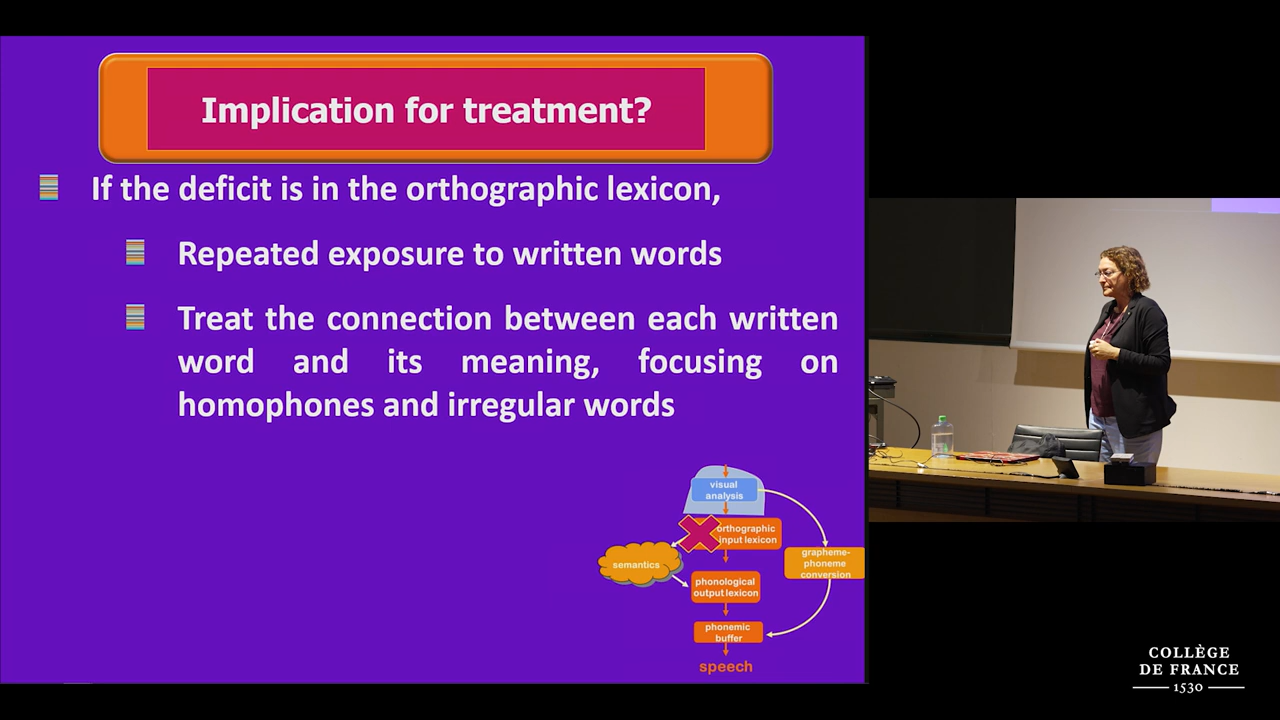 Implication for treatment?
If the deficit is in the orthographic lexicon,
Repeated exposure to written words
Treat the connection between each written
word and its meaning, focusing on
homophones and irregular words
visual
analysis
orthographic
input lexicon
semantics
grapheme-
phoneme
conversion
phonological
output lexicon
phonemic
buffer
speech
COLLÈGE
DE FRANCE
1530